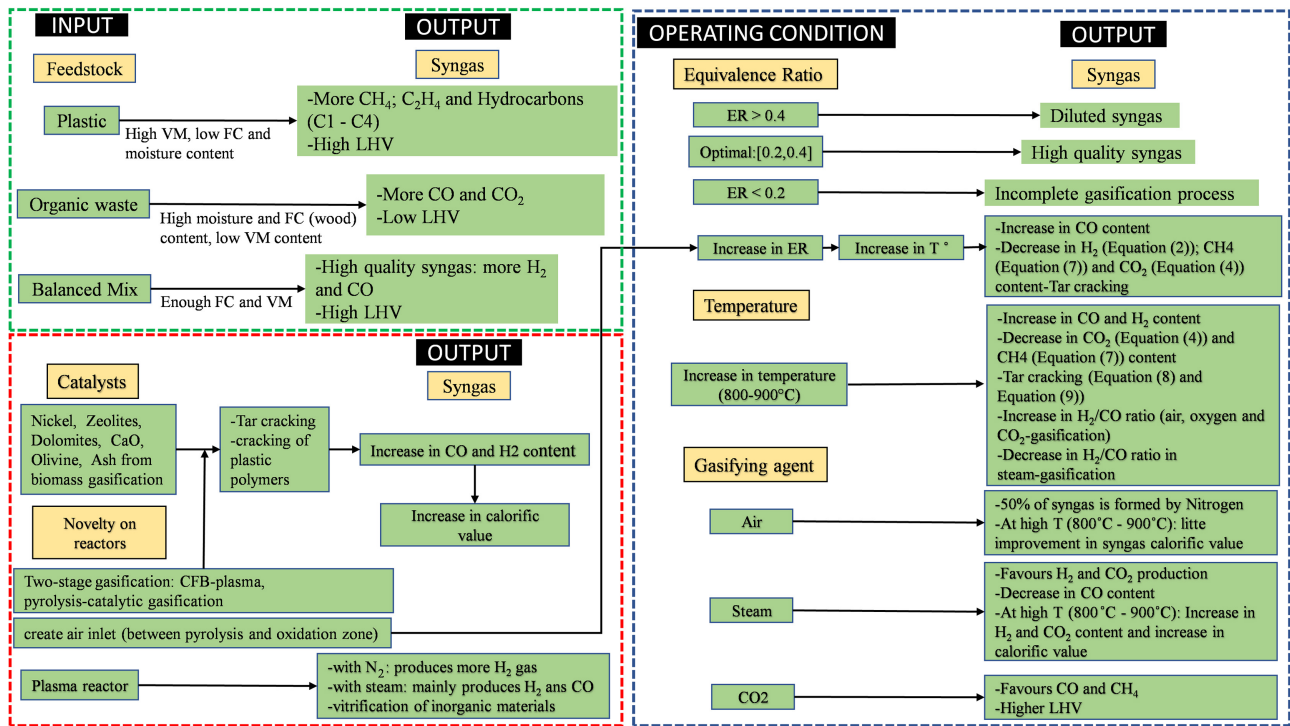 INPUT
OUTPUT
Feedstock
Syngas
Plastic
High VM, low FC and
moisture content
-More CH₄; C₂H₄ and Hydrocarbons
(C1 - C4)
-High LHV
Organic waste
High moisture and FC (wood)
content, low VM content
-More CO and CO₂
-Low LHV
Balanced Mix
Enough FC and VM
-High quality syngas: more H₂
and CO
-High LHV
OUTPUT
Catalysts
Syngas
Nickel, Zeolites,
Dolomites, CaO,
Olivine, Ash from
biomass gasification
-Tar cracking
-cracking of
plastic
polymers
Increase in CO and H2 content
Increase in calorific
value
Novelty on
reactors
Two-stage gasification: CFB-plasma,
pyrolysis-catalytic gasification
create air inlet (between pyrolysis and oxidation zone)
Plasma reactor
-with N₂: produces more H₂ gas
-with steam: mainly produces H₂ ans CO
-vitrification of inorganic materials
OPERATING CONDITION
OUTPUT
Equivalence Ratio
Syngas
ER > 0.4
Diluted syngas
Optimal:[0.2,0.4]
High quality syngas
ER < 0.2
Incomplete gasification process
Increase in ER
Increase in T °
-Increase in CO content
-Decrease in H₂ (Equation (2)); CH4
(Equation (7)) and CO₂ (Equation (4))
content-Tar cracking
Temperature
Increase in temperature
(800-900°C)
-Increase in CO and H₂ content
-Decrease in CO₂ (Equation (4)) and
CH4 (Equation (7)) content
-Tar cracking (Equation (8) and
Equation (9))
-Increase in H₂/CO ratio (air, oxygen and
CO₂-gasification)
-Decrease in H₂/CO ratio in
steam-gasification
Gasifying agent
Air
-50% of syngas is formed by Nitrogen
-At high T (800˚C - 900˚C): litte
improvement in syngas calorific value
Steam
-Favours H₂ and CO₂ production
-Decrease in CO content
-At high T (800 ˚C - 900˚C): Increase in
H₂ and CO₂ content and increase in
calorific value
CO2
-Favours CO and CH₄
-Higher LHV